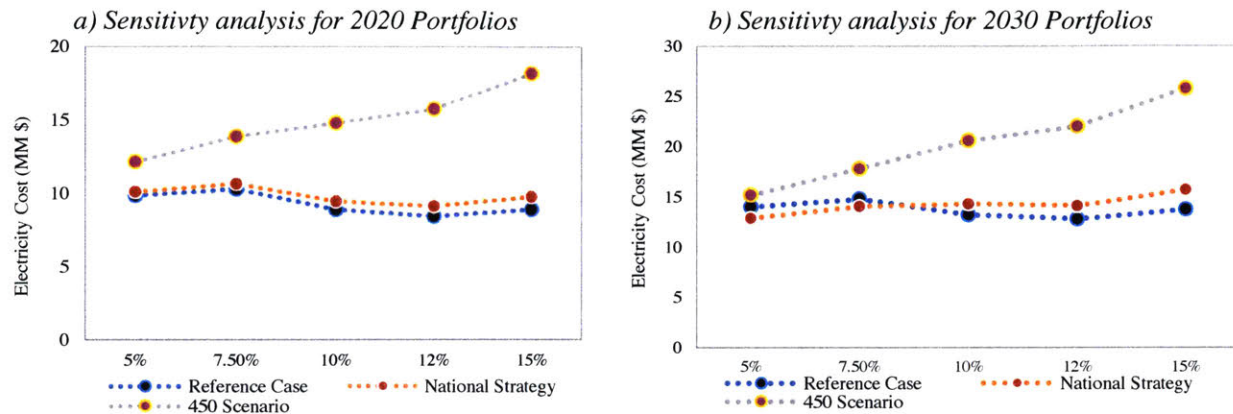 a) Sensitivty analysis for 2020 Portfolios
20
15
10
5
0
Electricity Cost (MM $)
5% 7.50% 10% 12% 15%
Reference Case National Strategy
450 Scenario
b) Sensitivty analysis for 2030 Portfolios
30
25
20
15
10
5
0
Electricity Cost (MM $)
5% 7.50% 10% 12% 15%
Reference Case National Strategy
450 Scenario